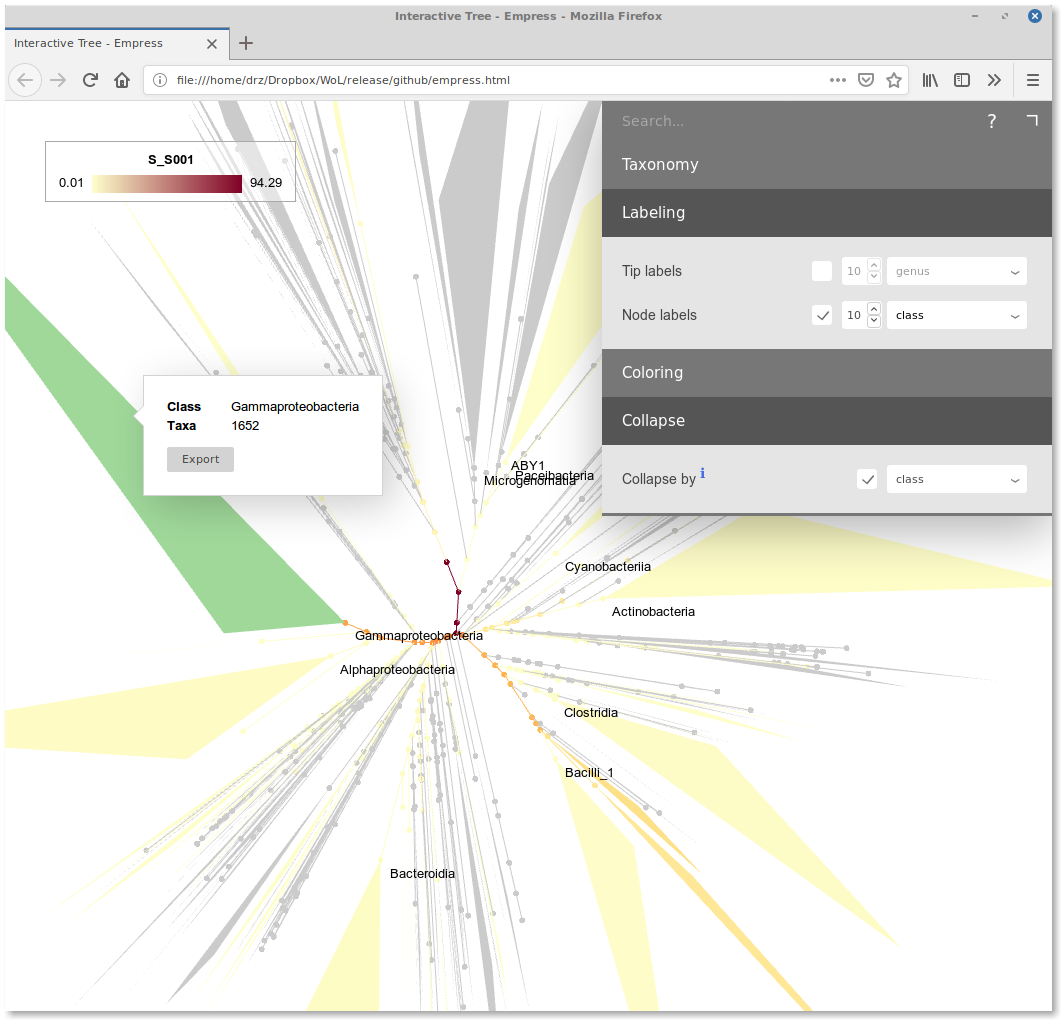 Interactive Tree - Empress - Mozilla Firefox
Interactive Tree - Empress
file:///home/drz/Dropbox/WoL/release/github/empress.html
S_S001
0.01 94.29
Search... ?
Taxonomy
Labeling
Tip labels 10 genus
Node labels 10 class
Coloring
Collapse
Collapse by i class
Class Gammaproteobacteria
Taxa 1652
Export
ABY1
Paceibacteria
Microgenomatia
Cyanobacteriia
Actinobacteria
Gammaproteobacteria
Alphaproteobacteria
Clostridia
Bacilli_1
Bacteroidia